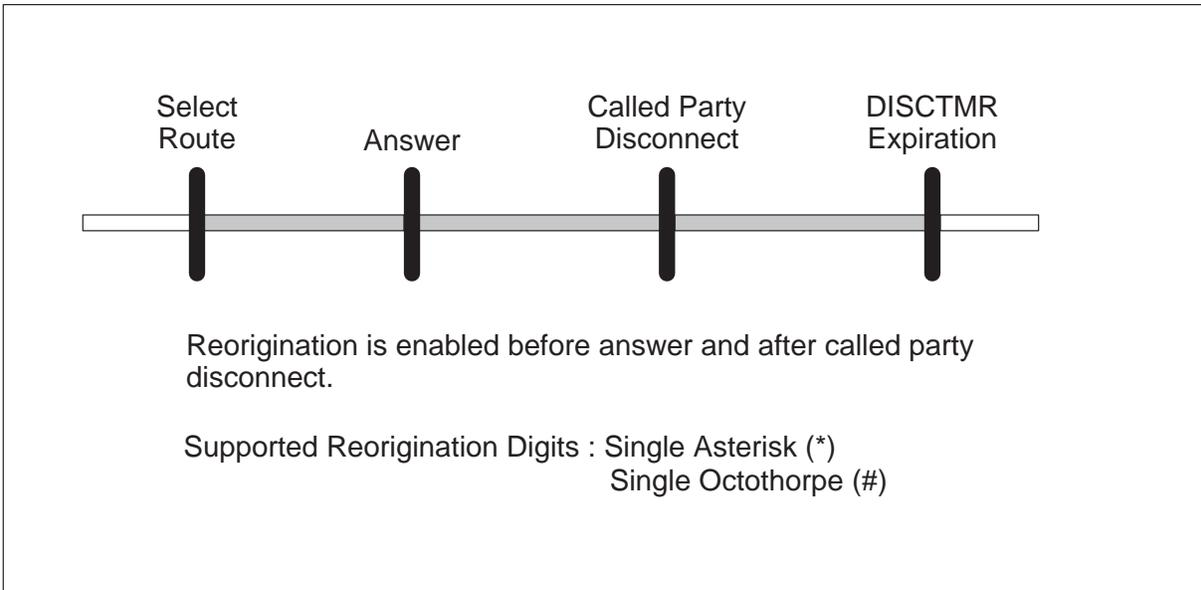 Select
Route
Answer
Called Party
Disconnect
DISCTMR
Expiration
Reorigination is enabled before answer and after called party
disconnect.
Supported Reorigination Digits : Single Asterisk (*)
Single Octothorpe (#)